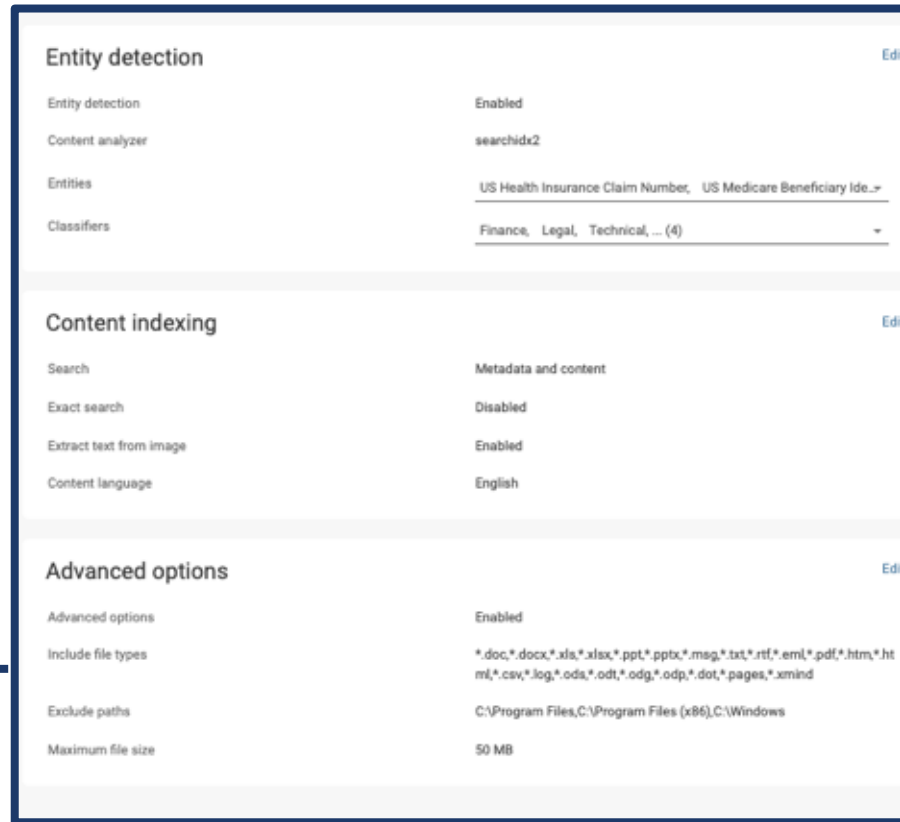 Entity detection
Edi
Entity detection Enabled
Content analyzer searchidx2
Entities US Health Insurance Claim Number, US Medicare Beneficiary Ide...
Classifiers Finance, Legal, Technical, ... (4)
Content indexing
Edi
Search Metadata and content
Exact search Disabled
Extract text from image Enabled
Content language English
Advanced options
Edi
Advanced options Enabled
Include file types *.doc,*.docx,*.xls,*.xlsx,*.ppt,*.pptx,*.msg,*.txt,*.rtf,*.eml,*.pdf,*.htm,*.ht
ml,*.csv,*.log,*.ods,*.odt,*.odg,*.odp,*.dot,*.pages,*.xmind
Exclude paths C:\Program Files,C:\Program Files (x86),C:\Windows
Maximum file size 50 MB